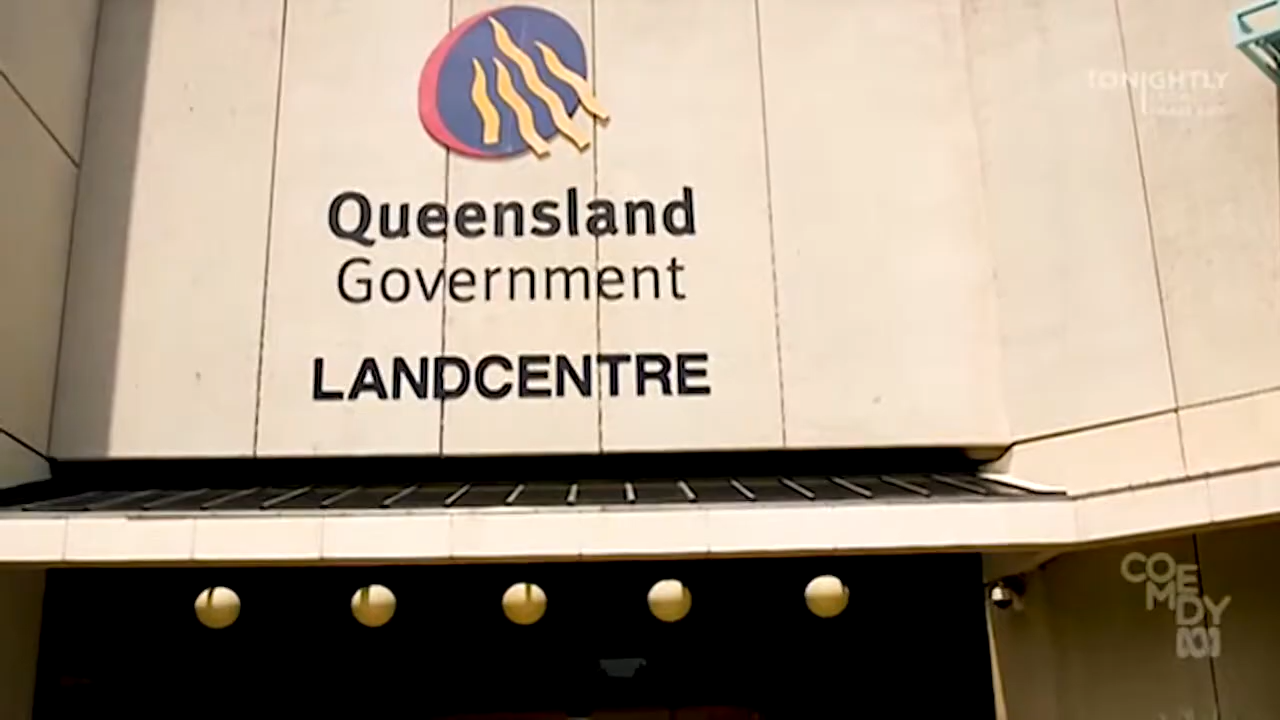 TONIGHTLY
Queensland
Government
LANDCENTRE
COMEDY